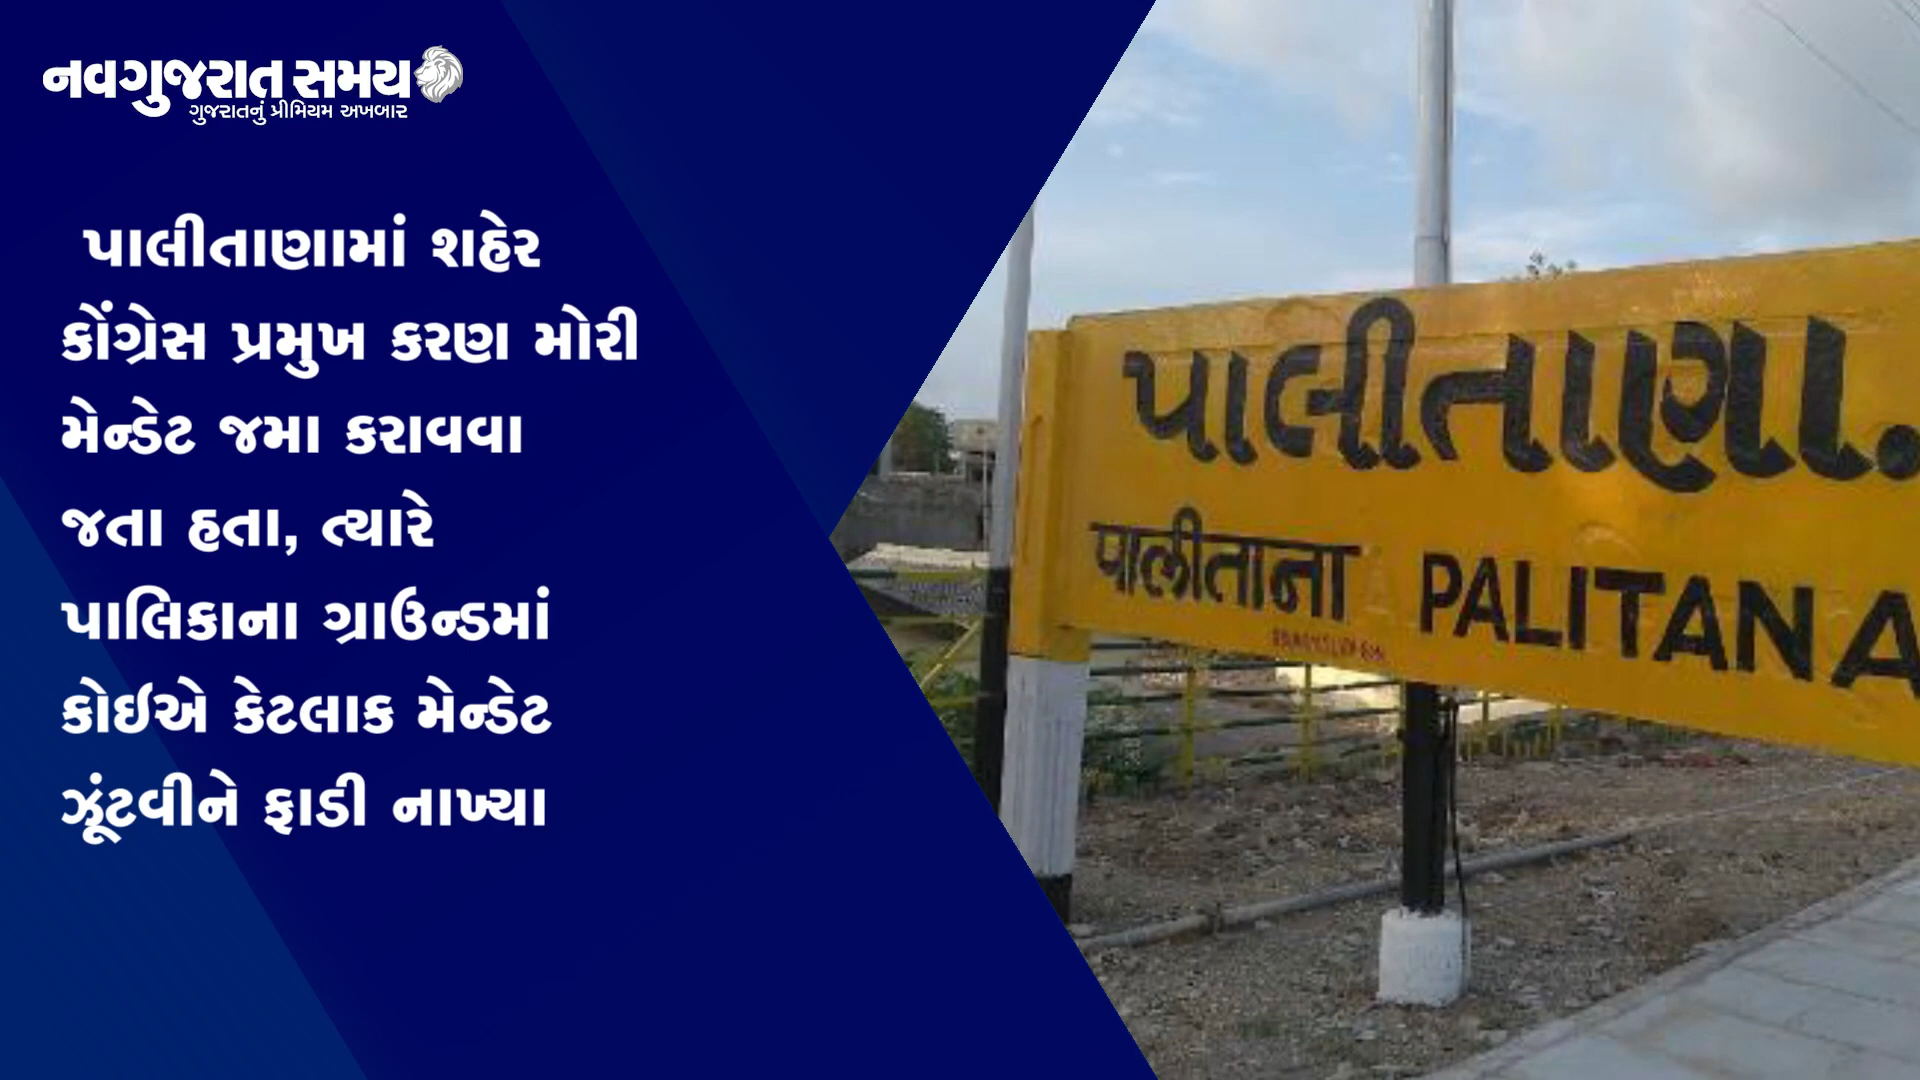 નવગુજરાત સમય
ગુજરાતનું પ્રીમિયમ અખબાર
પાલીતાણામાં શહેર
કોંગ્રેસ પ્રમુખ કરણ મોરી
મેન્ડેટ જમા કરાવવા
જતા હતા, ત્યારે
પાલિકાના ગ્રાઉન્ડમાં
કોઇએ કેટલાક મેન્ડેટ
ઝૂંટવીને ફાડી નાખ્યા
પાલીતાણા.
पालीताना PALITANA